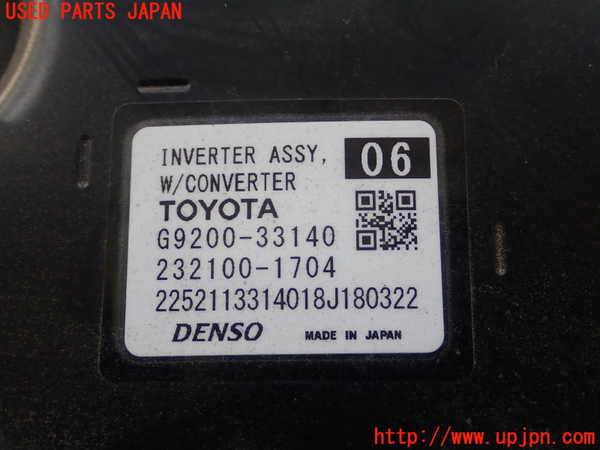 USED PARTS JAPAN
INVERTER ASSY,
06
W/CONVERTER
TOYOTA
G9200-33140
232100-1704
2252113314018J180322
DENSO MADE IN JAPAN
http://www.upjpn.com/